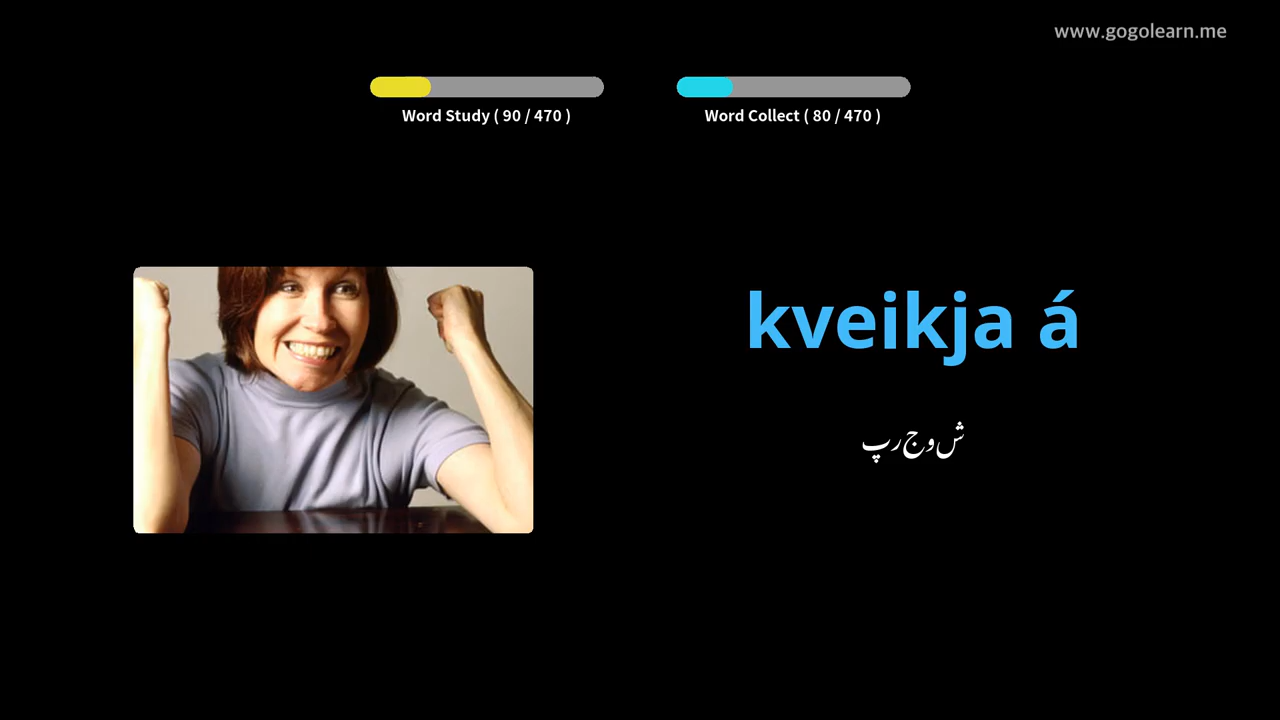 www.gogolearn.me
Word Study ( 90 / 470 )
Word Collect ( 80 / 470 )
kveikja á
ش‌وج‌رپ